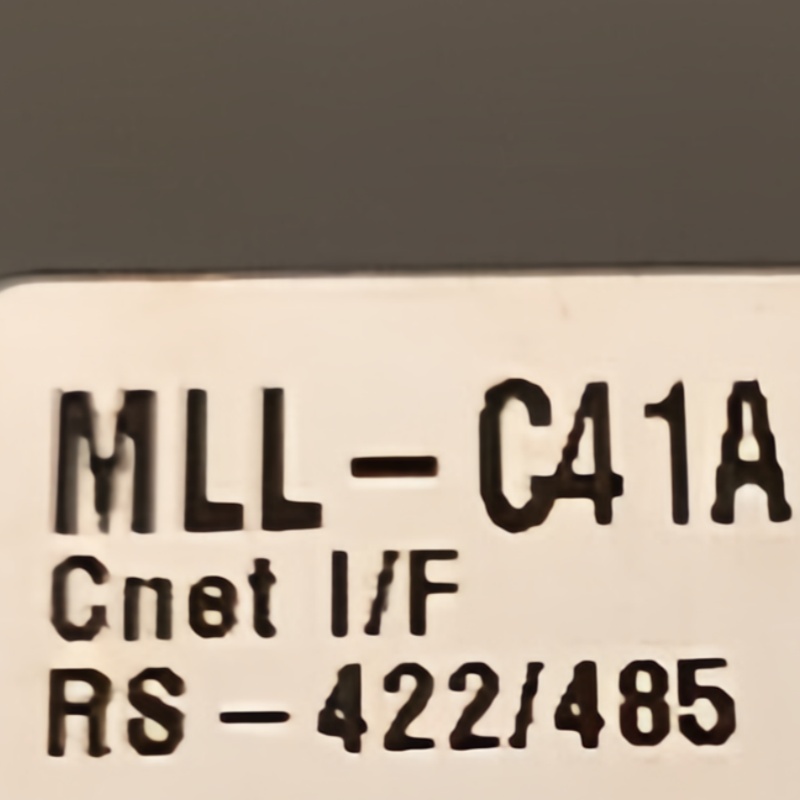 MLL-C41A
Cnet I/F
RS-422/485